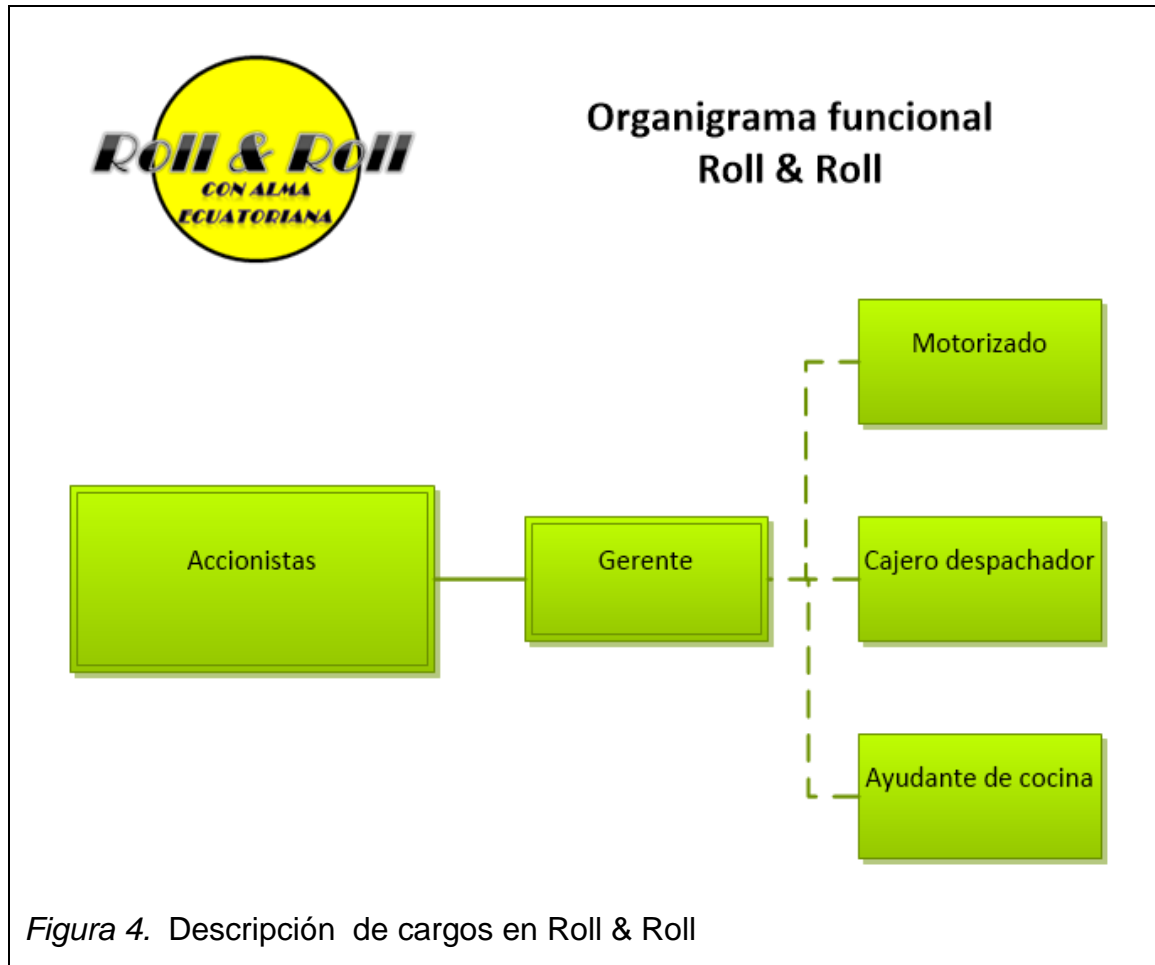 Roll & Roll
CON ALMA
ECUATORIANA
Organigrama funcional
Roll & Roll
Motorizado
Accionistas
Gerente
Cajero despachador
Ayudante de cocina
Figura 4. Descripción de cargos en Roll & Roll